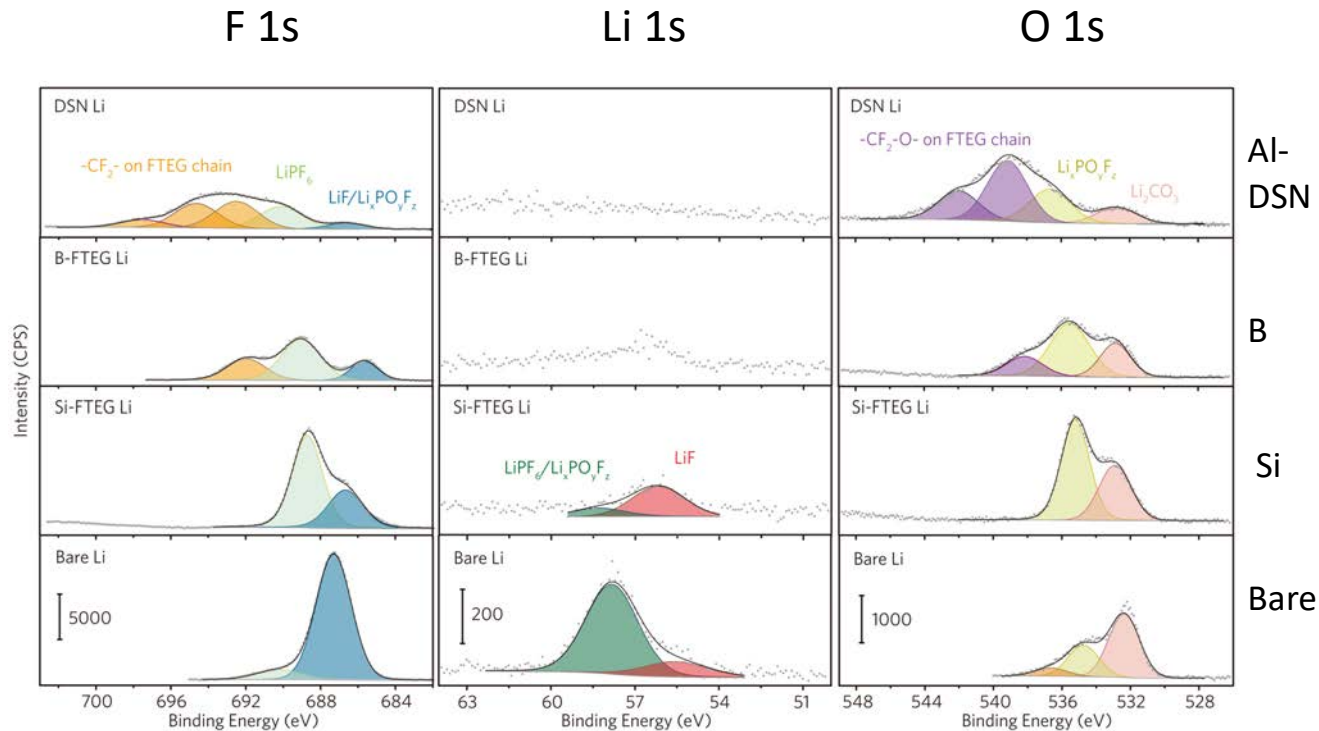 F 1s
Li 1s
O 1s
DSN Li
-CF₂- on FTEG chain
LiPF₆
LiF/LiₓPOᵧF_z
DSN Li
DSN Li
-CF₂-O- on FTEG chain
LiₓPOᵧF_z
Li₂CO₃
Al-
DSN
B-FTEG Li
B-FTEG Li
B
Intensity (CPS)
Si-FTEG Li
Si-FTEG Li
LiPF₆/LiₓPOᵧF_z
LiF
Si-FTEG Li
Si
Bare Li
5000
Bare Li
200
Bare Li
1000
Bare
700 696 692 688 684
63 60 57 54 51
548 544 540 536 532 528
Binding Energy (eV)
Binding Energy (eV)
Binding Energy (eV)